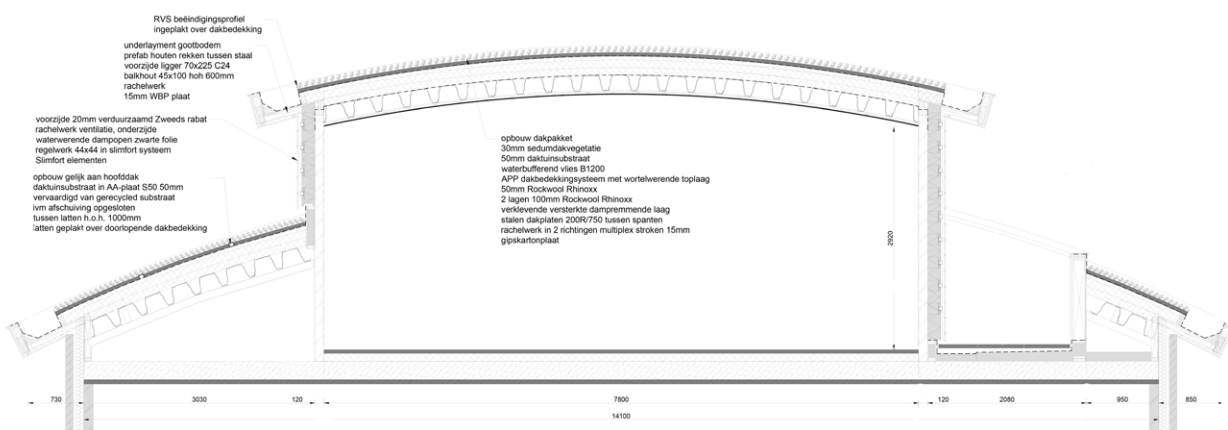 RVS beëindigingsprofiel
ingeplakt over dakbedekking
underlayment gootbodem
prefab houten rekken tussen staal
voorzijde ligger 70x225 C24
balkhout 45x100 hoh 600mm
rachelwerk
15mm WBP plaat
voorzijde 20mm verduurzaamd Zweeds rabat
rachelwerk ventilatie, onderzijde
waterwerende dampopen zwarte folie
regelwerk 44x44 in slimfort systeem
Slimfort elementen
opbouw gelijk aan hoofddak
daktuinsubstraat in AA-plaat S50 50mm
vervaardigd van gerecycled substraat
ivm afschuiving opgesloten
tussen latten h.o.h. 1000mm
latten geplakt over doorlopende dakbedekking
opbouw dakpakket
30mm sedumdakvegetatie
50mm daktuinsubstraat
waterbufferend vlies B1200
APP dakbedekkingsysteem met wortelwerende toplaag
50mm Rockwool Rhinoxx
2 lagen 100mm Rockwool Rhinoxx
verklevende versterkte dampremmende laag
stalen dakplaten 200R/750 tussen spanten
rachelwerk in 2 richtingen multiplex stroken 15mm
gipskartonplaat
2920
730 3030 120 7800 120 2080 950 850
14100